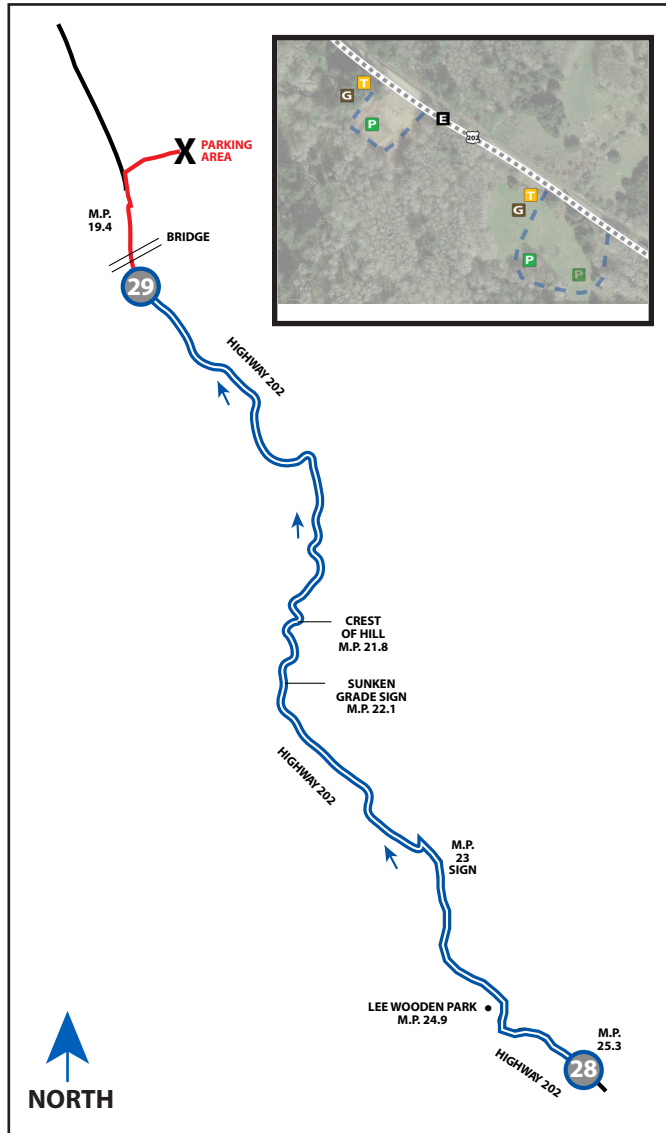 T
G
P
E
202
T
G
P
P
X
PARKING
AREA
M.P.
19.4
BRIDGE
29
HIGHWAY 202
CREST
OF HILL
M.P. 21.8
SUNKEN
GRADE SIGN
M.P. 22.1
HIGHWAY 202
M.P.
23
SIGN
LEE WOODEN PARK
M.P. 24.9
M.P.
25.3
HIGHWAY 202
28
NORTH